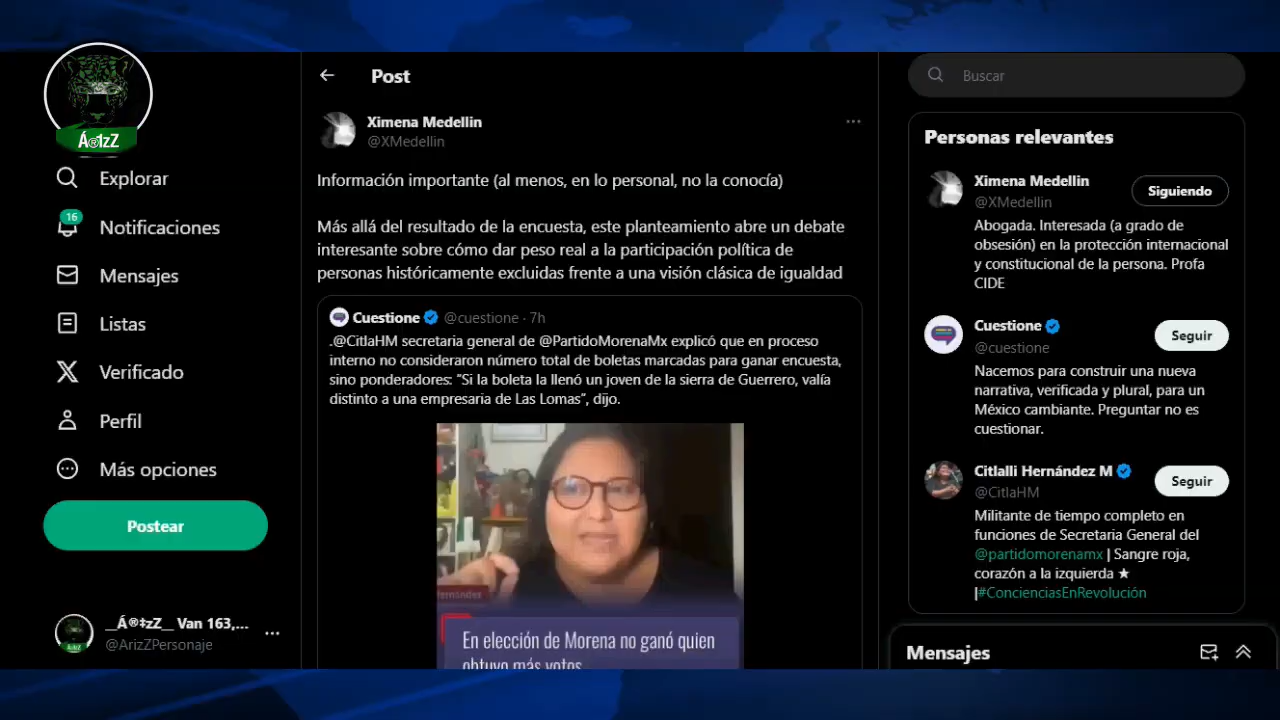 Á®1zZ
Explorar
16
Notificaciones
Mensajes
Listas
Verificado
Perfil
Más opciones
Postear
__Á®‡zZ__ Van 163,...
@ArizZPersonaje
Post
Ximena Medellin
@XMedellin
Información importante (al menos, en lo personal, no la conocía)
Más allá del resultado de la encuesta, este planteamiento abre un debate
interesante sobre cómo dar peso real a la participación política de
personas históricamente excluidas frente a una visión clásica de igualdad
Cuestione @cuestione · 7h
.@CitlaHM secretaria general de @PartidoMorenaMx explicó que en proceso
interno no consideraron número total de boletas marcadas para ganar encuesta,
sino ponderadores: “Si la boleta la llenó un joven de la sierra de Guerrero, valía
distinto a una empresaria de Las Lomas”, dijo.
En elección de Morena no ganó quien
obtuvo más votos
Buscar
Personas relevantes
Ximena Medellin
@XMedellin
Siguiendo
Abogada. Interesada (a grado de
obsesión) en la protección internacional
y constitucional de la persona. Profa
CIDE
Cuestione
@cuestione
Seguir
Nacemos para construir una nueva
narrativa, verificada y plural, para un
México cambiante. Preguntar no es
cuestionar.
Citlalli Hernández M
@CitlaHM
Seguir
Militante de tiempo completo en
funciones de Secretaria General del
@partidomorenamx | Sangre roja,
corazón a la izquierda ★
|#ConcienciasEnRevolución
Mensajes